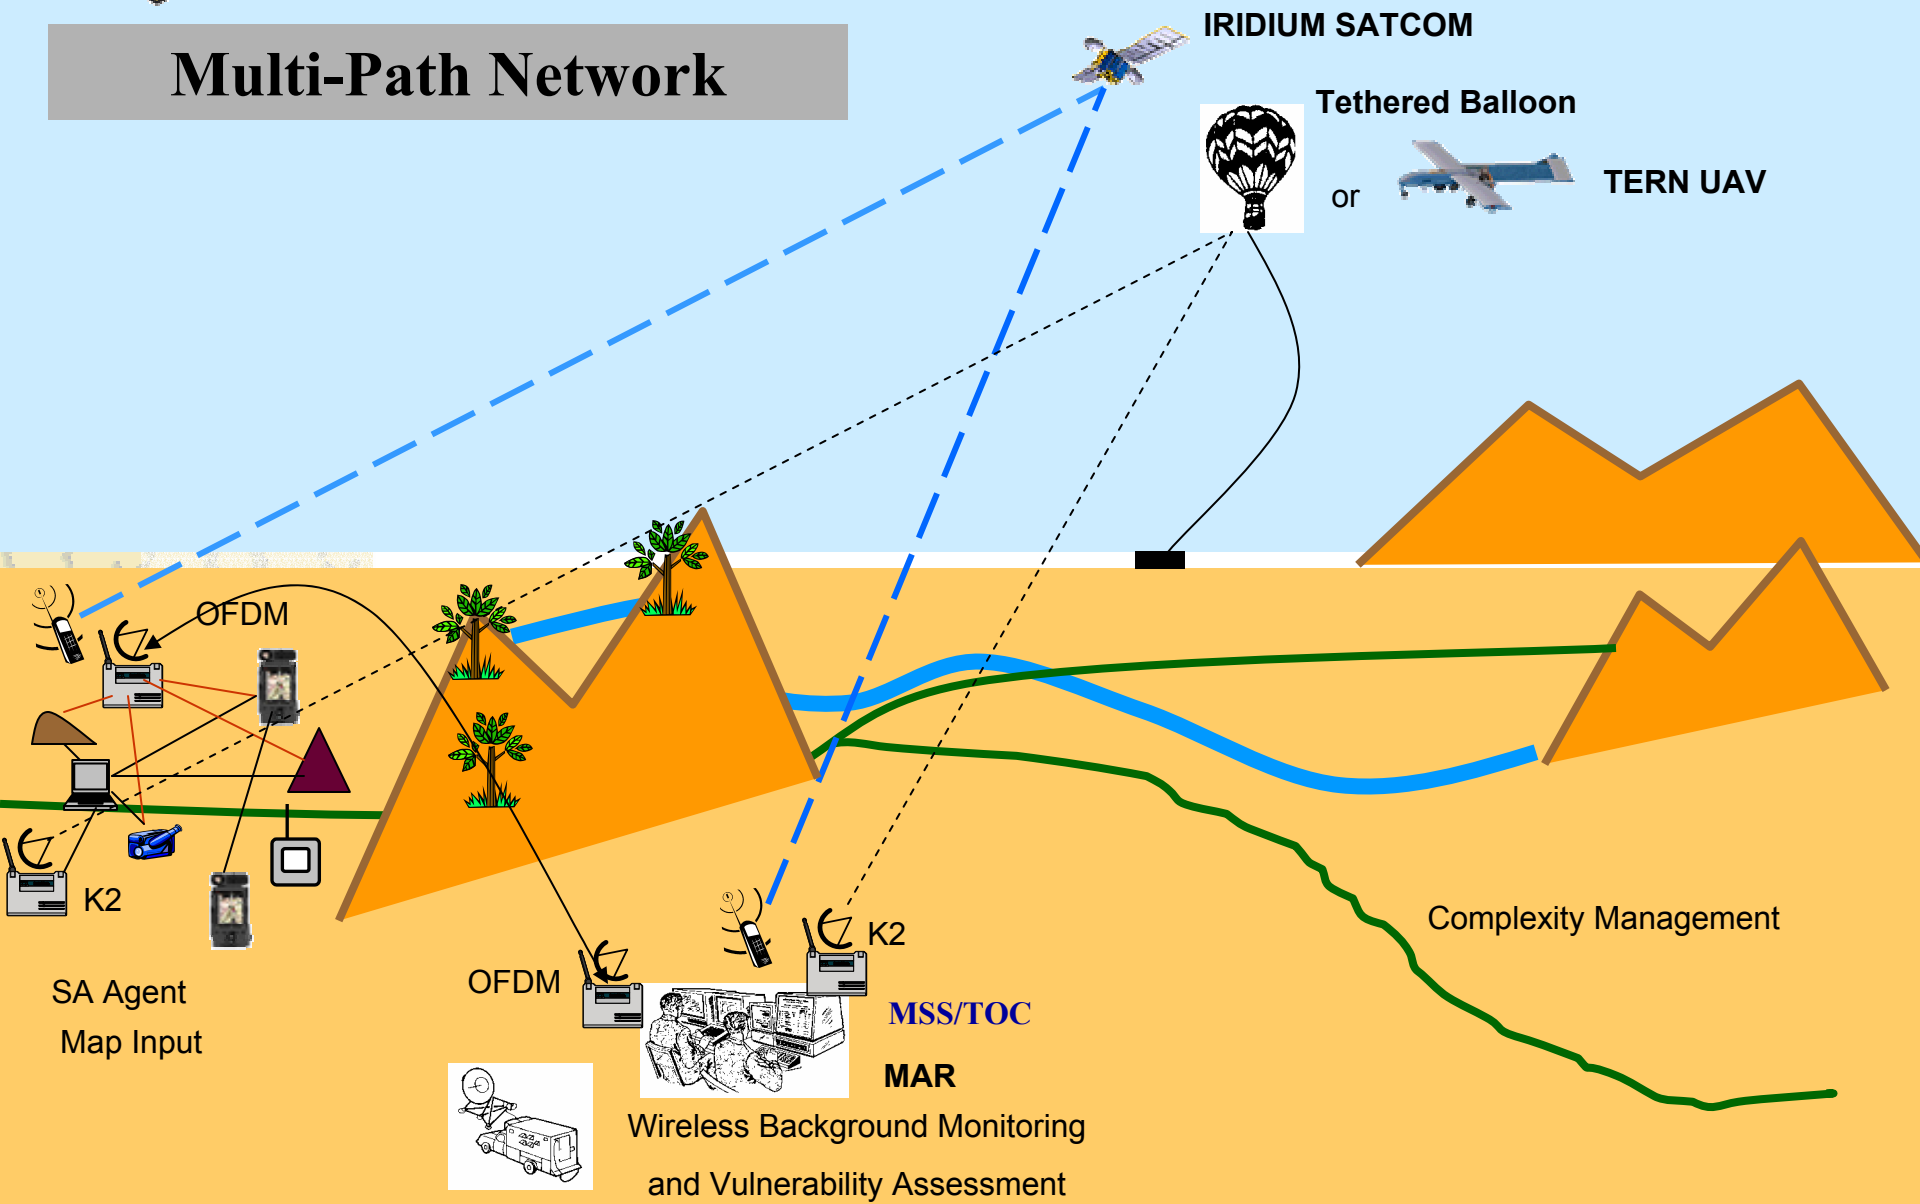 Multi-Path Network
IRIDIUM SATCOM
Tethered Balloon
or
TERN UAV
OFDM
K2
SA Agent
Map Input
OFDM
K2
MSS/TOC
MAR
Wireless Background Monitoring
and Vulnerability Assessment
Complexity Management